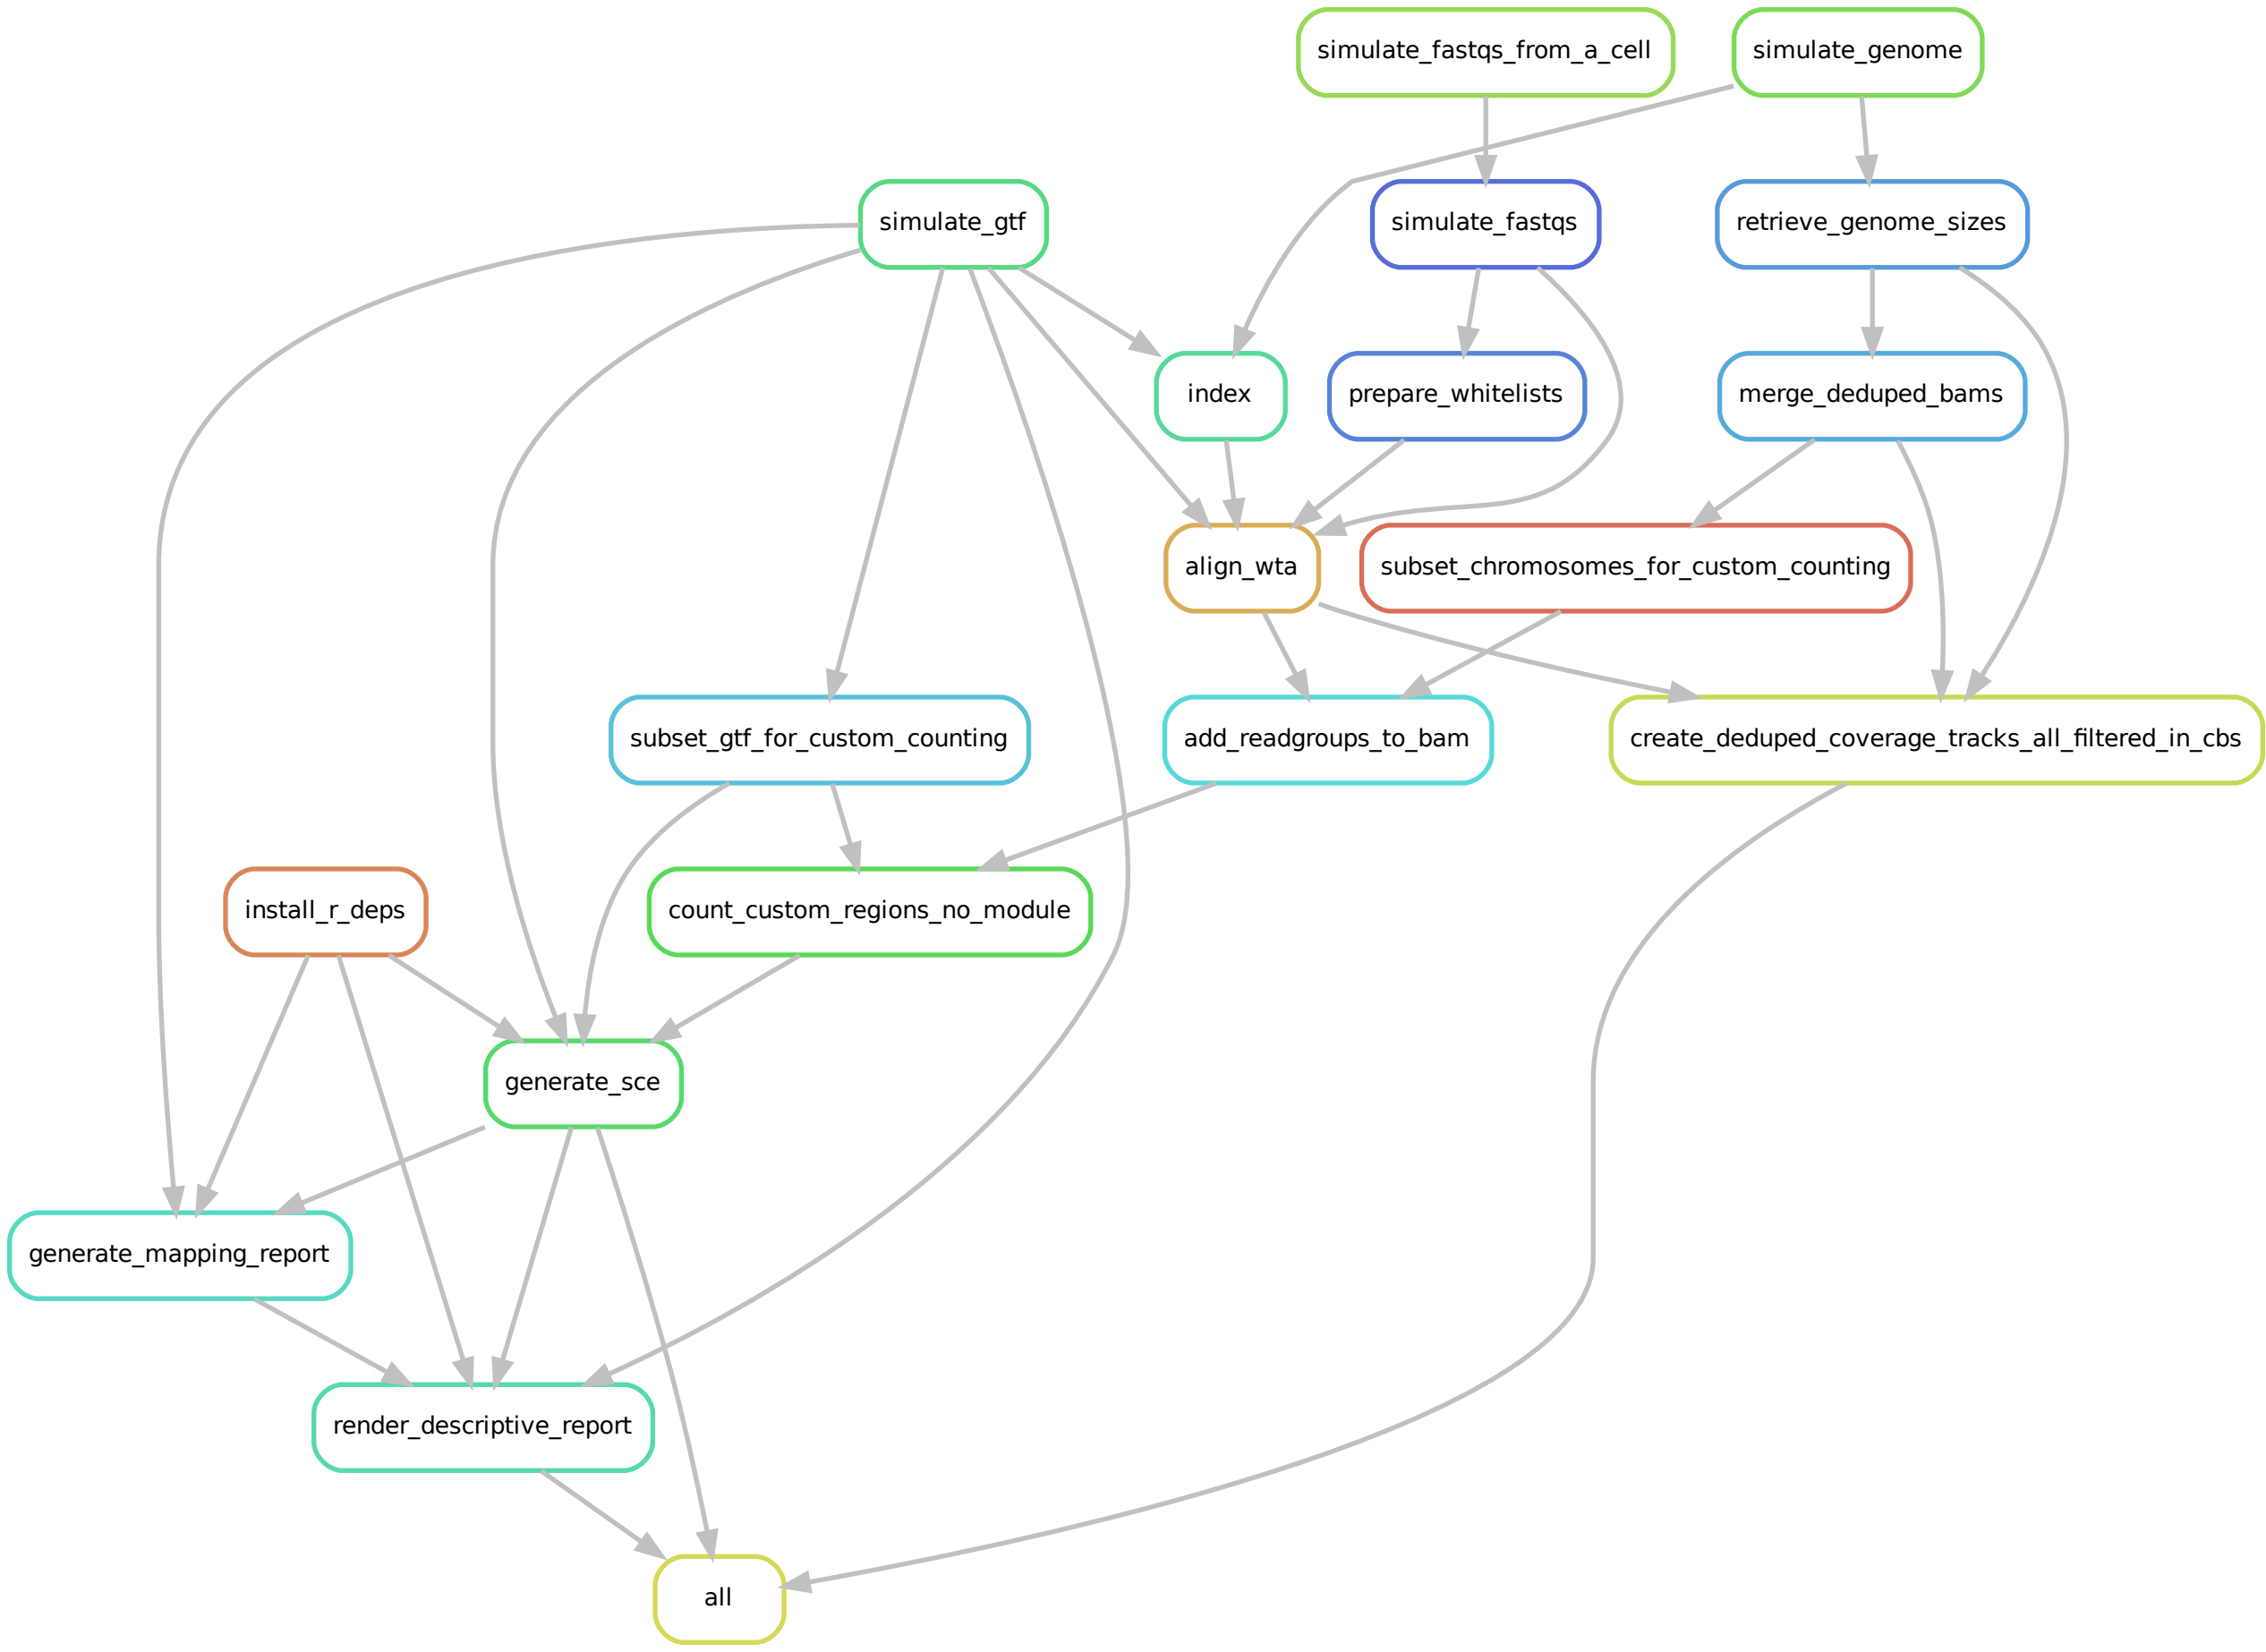 simulate_fastqs_from_a_cell
simulate_genome
simulate_gtf
simulate_fastqs
retrieve_genome_sizes
index
prepare_whitelists
merge_deduped_bams
align_wta
subset_chromosomes_for_custom_counting
subset_gtf_for_custom_counting
add_readgroups_to_bam
create_deduped_coverage_tracks_all_filtered_in_cbs
install_r_deps
count_custom_regions_no_module
generate_sce
generate_mapping_report
render_descriptive_report
all